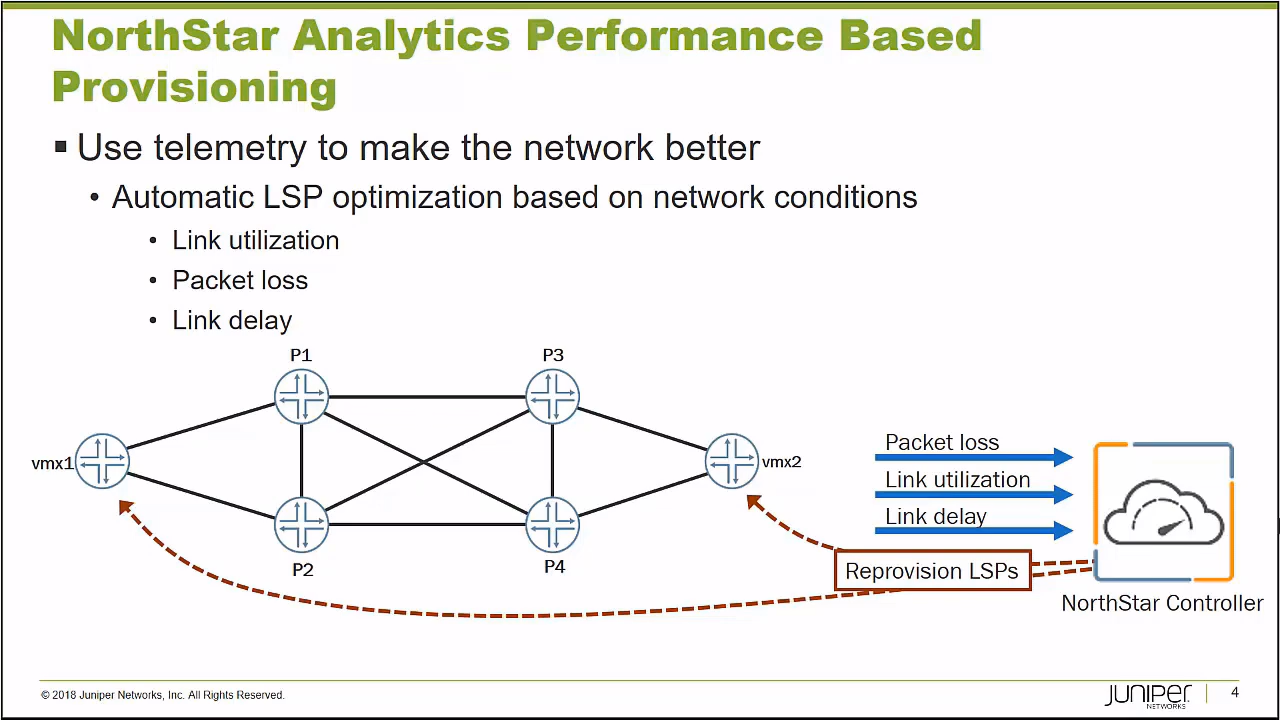 NorthStar Analytics Performance Based
Provisioning
▪ Use telemetry to make the network better
• Automatic LSP optimization based on network conditions
• Link utilization
• Packet loss
• Link delay
P1
P3
vmx1
vmx2
P2
P4
Packet loss
Link utilization
Link delay
Reprovision LSPs
NorthStar Controller
© 2018 Juniper Networks, Inc. All Rights Reserved.
JUNIPER
NETWORKS
4